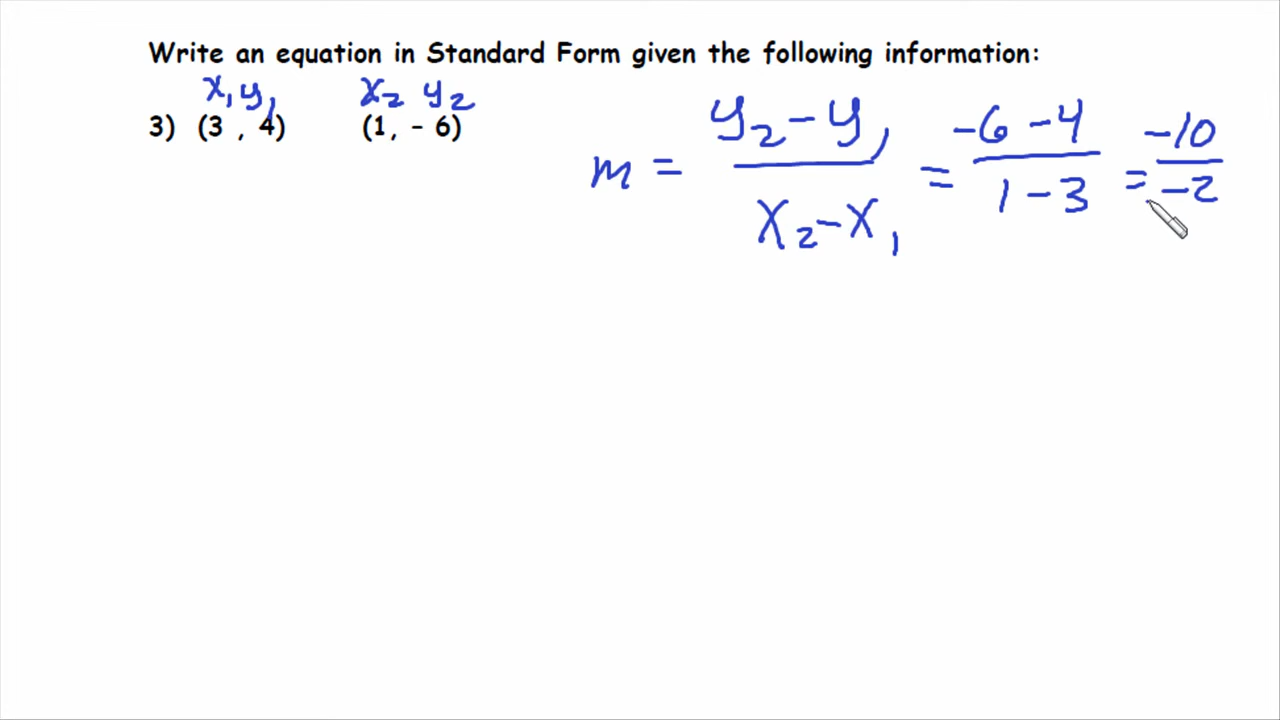 Write an equation in Standard Form given the following information:
x₁ y₁ x₂ y₂
3) (3 , 4) (1, - 6)
m = y₂ - y₁ / x₂ - x₁ = -6 - 4 / 1 - 3 = -10 / -2